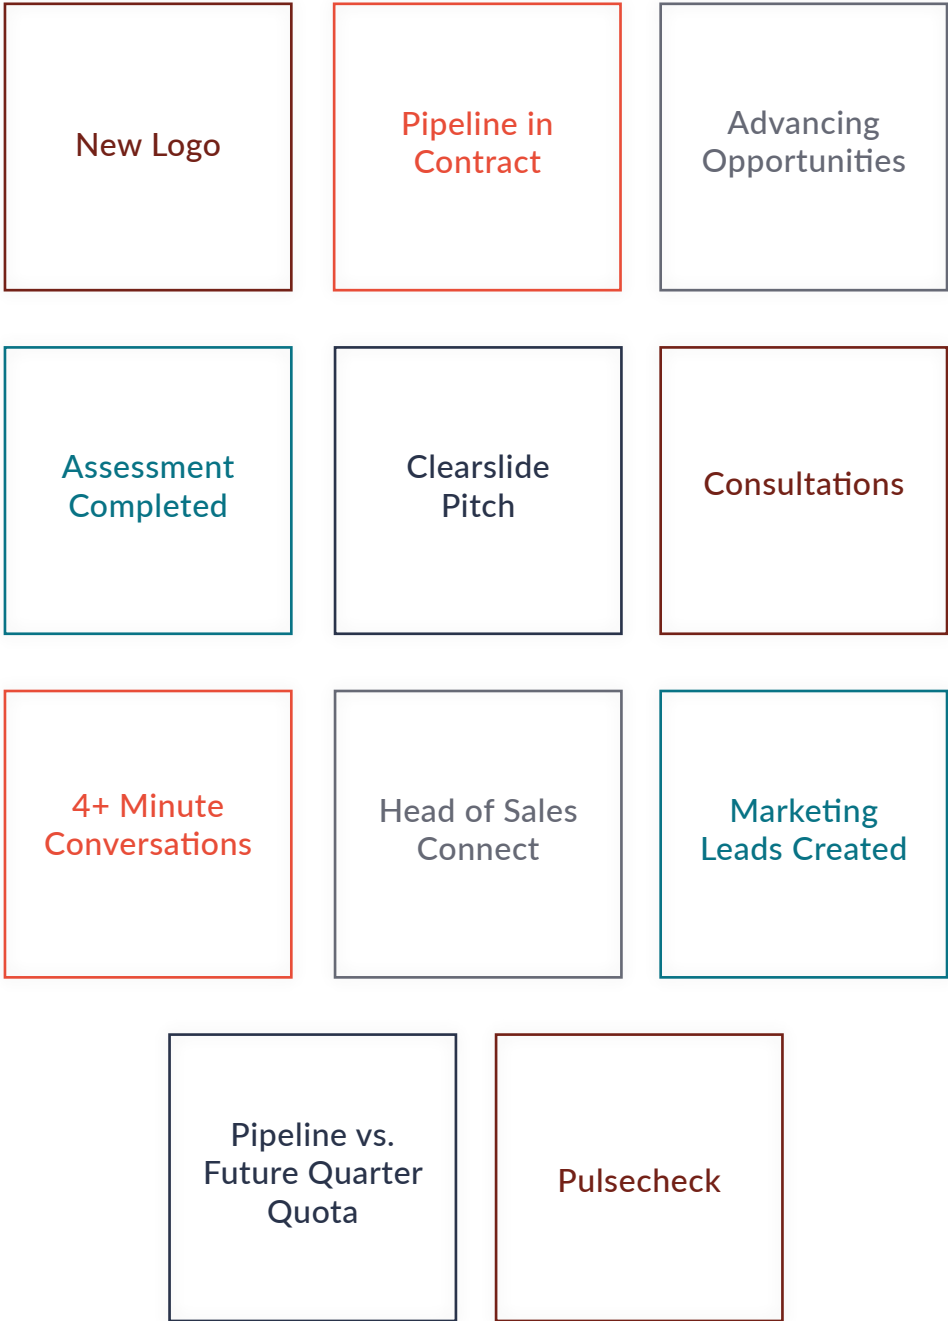 New Logo
Pipeline in
Contract
Advancing
Opportunities
Assessment
Completed
Clearslide
Pitch
Consultations
4+ Minute
Conversations
Head of Sales
Connect
Marketing
Leads Created
Pipeline vs.
Future Quarter
Quota
Pulsecheck